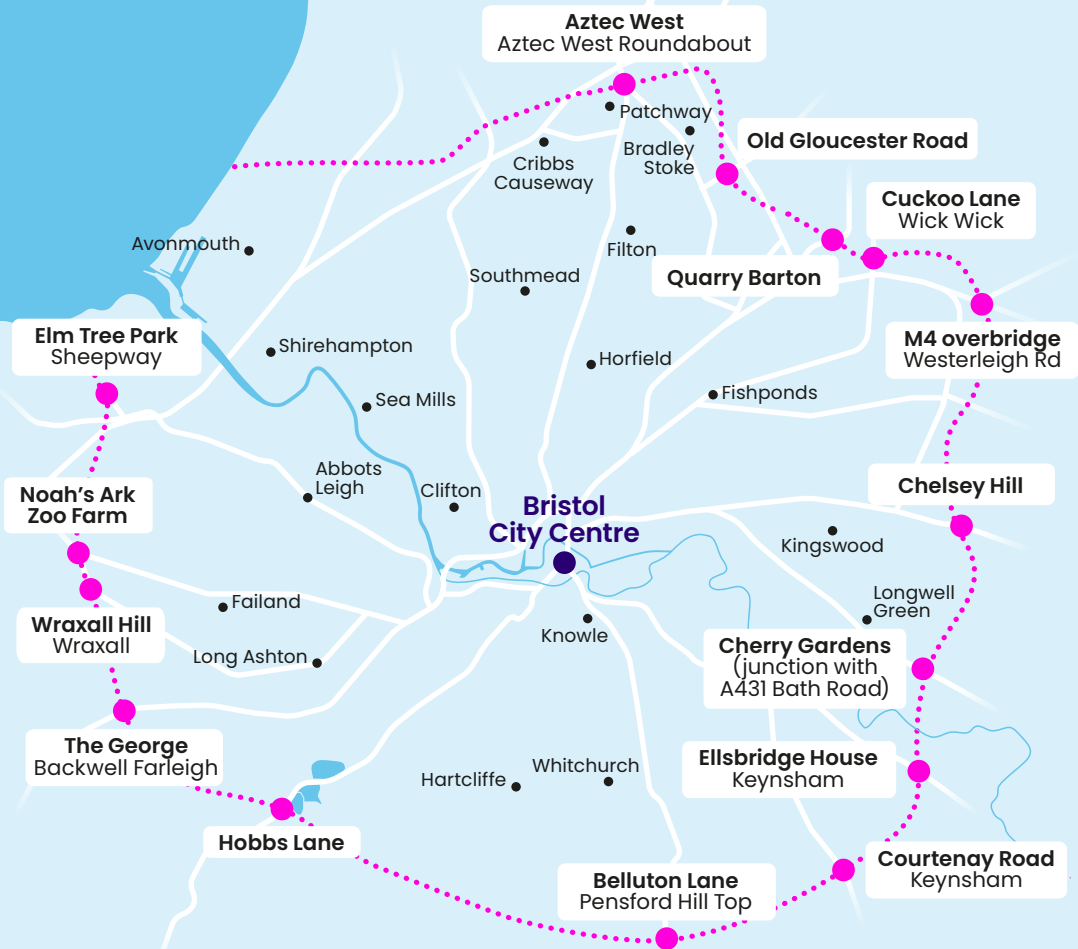 Aztec West
Aztec West Roundabout
Patchway
Bradley
Stoke
Old Gloucester Road
Cribbs
Causeway
Cuckoo Lane
Wick Wick
Avonmouth
Filton
Southmead
Quarry Barton
Elm Tree Park
Sheepway
Shirehampton
Horfield
M4 overbridge
Westerleigh Rd
Sea Mills
Fishponds
Abbots
Leigh
Clifton
Noah's Ark
Zoo Farm
Chelsey Hill
Bristol
City Centre
Kingswood
Failand
Longwell
Green
Wraxall Hill
Wraxall
Knowle
Long Ashton
Cherry Gardens
(junction with
A431 Bath Road)
The George
Backwell Farleigh
Ellsbridge House
Keynsham
Hartcliffe
Whitchurch
Hobbs Lane
Courtenay Road
Keynsham
Belluton Lane
Pensford Hill Top